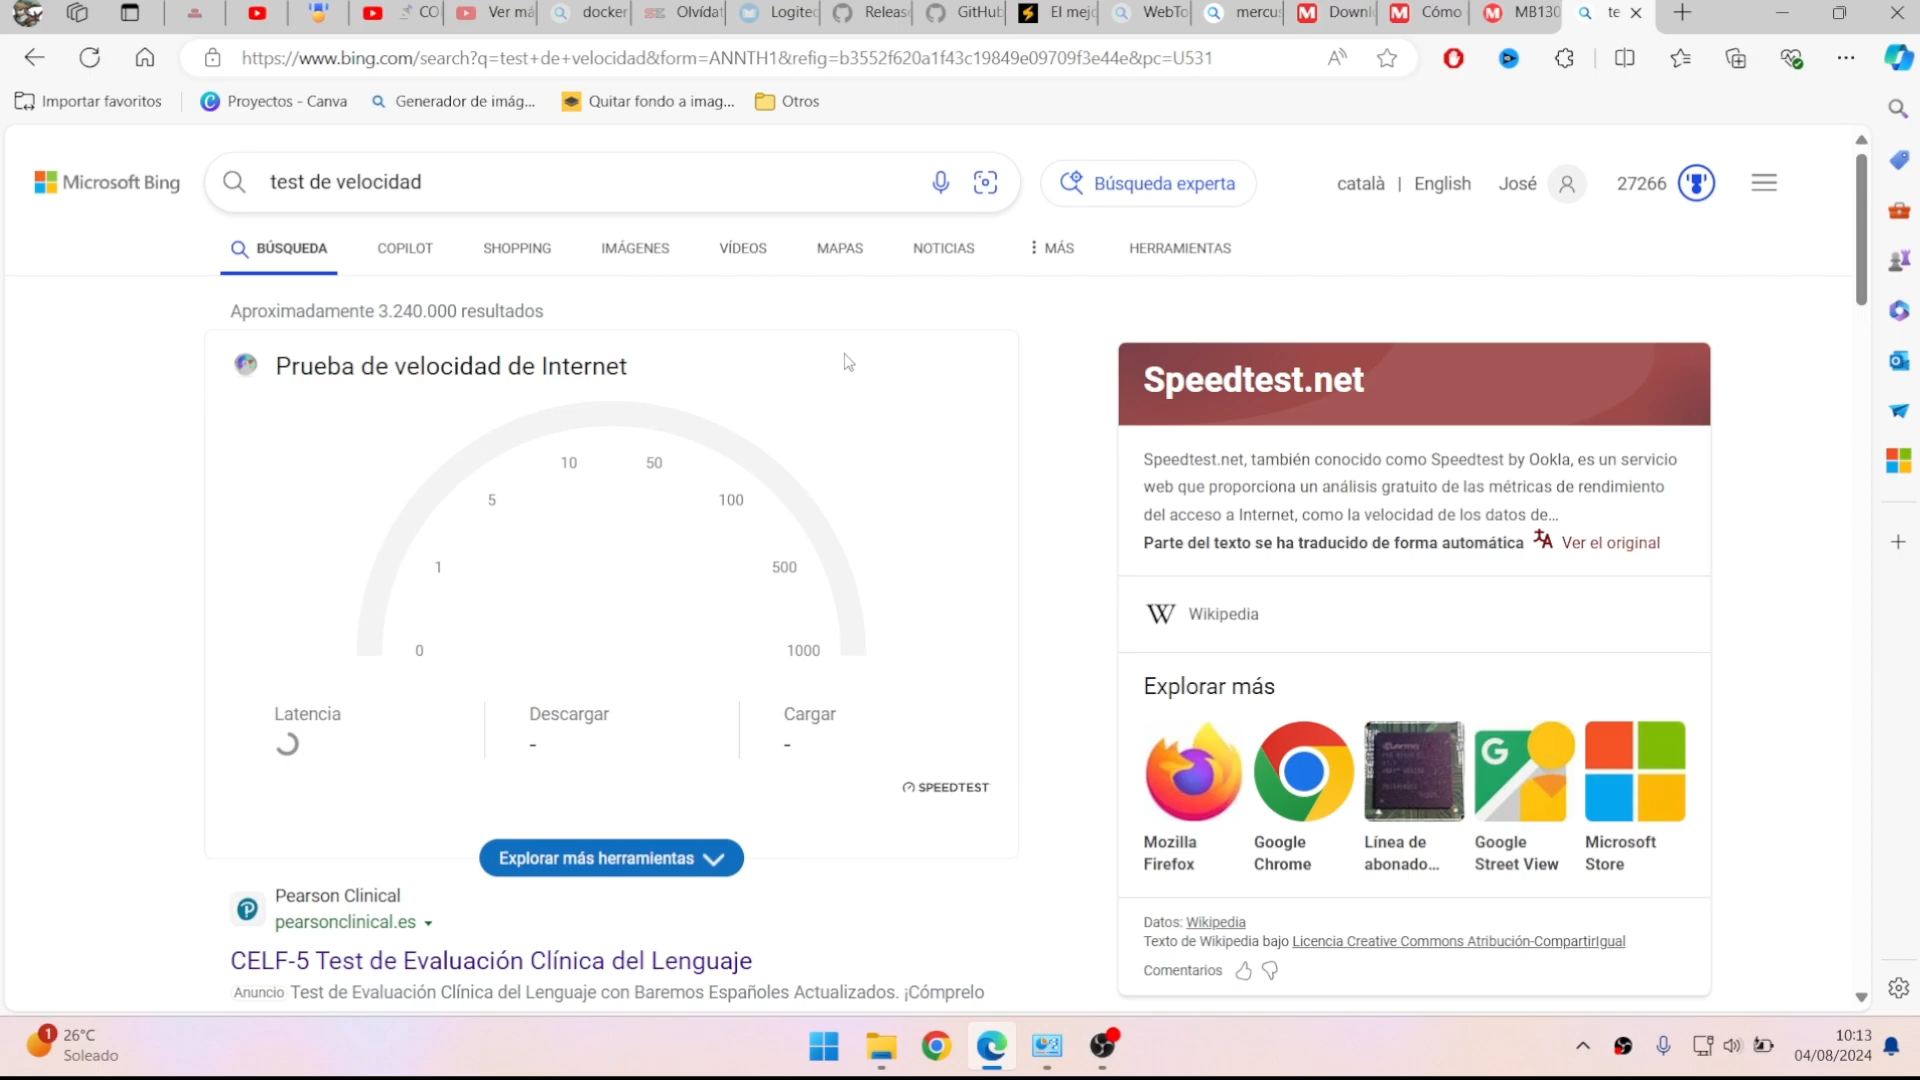 CO
Ver má
docker
Olvídat
Logitec
Releas
GitHub
El mejo
WebTo
mercus
Downl
Cómo
MB130
te
https://www.bing.com/search?q=test+de+velocidad&form=ANNTH1&refig=b3552f620a1f43c19849e09709f3e44e&pc=U531
Importar favoritos
Proyectos - Canva
Generador de imág...
Quitar fondo a imag...
Otros
Microsoft Bing
test de velocidad
Búsqueda experta
català | English
José
27266
BÚSQUEDA
COPILOT
SHOPPING
IMÁGENES
VÍDEOS
MAPAS
NOTICIAS
MÁS
HERRAMIENTAS
Aproximadamente 3.240.000 resultados
Prueba de velocidad de Internet
0
1
5
10
50
100
500
1000
Latencia
Descargar
-
Cargar
-
SPEEDTEST
Explorar más herramientas
Pearson Clinical
pearsonclinical.es
CELF-5 Test de Evaluación Clínica del Lenguaje
Anuncio Test de Evaluación Clínica del Lenguaje con Baremos Españoles Actualizados. ¡Cómprelo
Speedtest.net
Speedtest.net, también conocido como Speedtest by Ookla, es un servicio
web que proporciona un análisis gratuito de las métricas de rendimiento
del acceso a Internet, como la velocidad de los datos de...
Parte del texto se ha traducido de forma automática Ver el original
Wikipedia
Explorar más
Mozilla
Firefox
Google
Chrome
Línea de
abonado...
Google
Street View
Microsoft
Store
Datos: Wikipedia
Texto de Wikipedia bajo Licencia Creative Commons Atribución-CompartirIgual
Comentarios
1
26°C
Soleado
10:13
04/08/2024